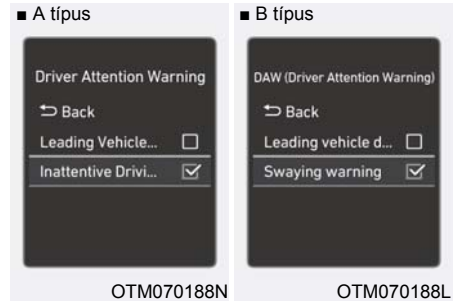 ■ A típus
Driver Attention Warning
⮌ Back
Leading Vehicle...
Inattentive Drivi...
OTM070188N
■ B típus
DAW (Driver Attention Warning)
⮌ Back
Leading vehicle d...
Swaying warning
OTM070188L